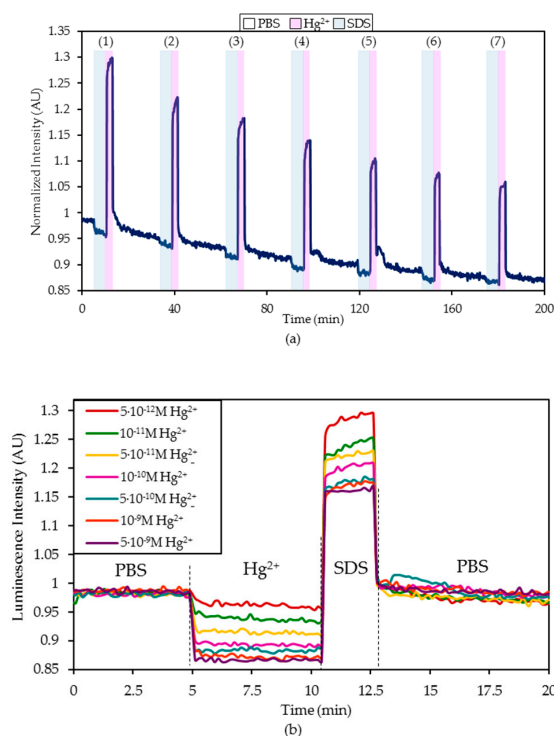 PBS Hg²⁺ SDS
(1) (2) (3) (4) (5) (6) (7)
1.35
1.3
1.25
1.2
1.15
1.1
1.05
1
0.95
0.9
0.85
Normalized Intensity (AU)
0 40 80 120 160 200
Time (min)
(a)
1.3
1.25
1.2
1.15
1.1
1.05
1
0.95
0.9
0.85
Luminescence Intensity (AU)
5·10⁻¹²M Hg²⁺
10⁻¹¹M Hg²⁺
5·10⁻¹¹M Hg²⁺
10⁻¹⁰M Hg²⁺
5·10⁻¹⁰M Hg²⁺
10⁻⁹M Hg²⁺
5·10⁻⁹M Hg²⁺
PBS Hg²⁺ SDS PBS
0 2.5 5 7.5 10 12.5 15 17.5 20
Time (min)
(b)